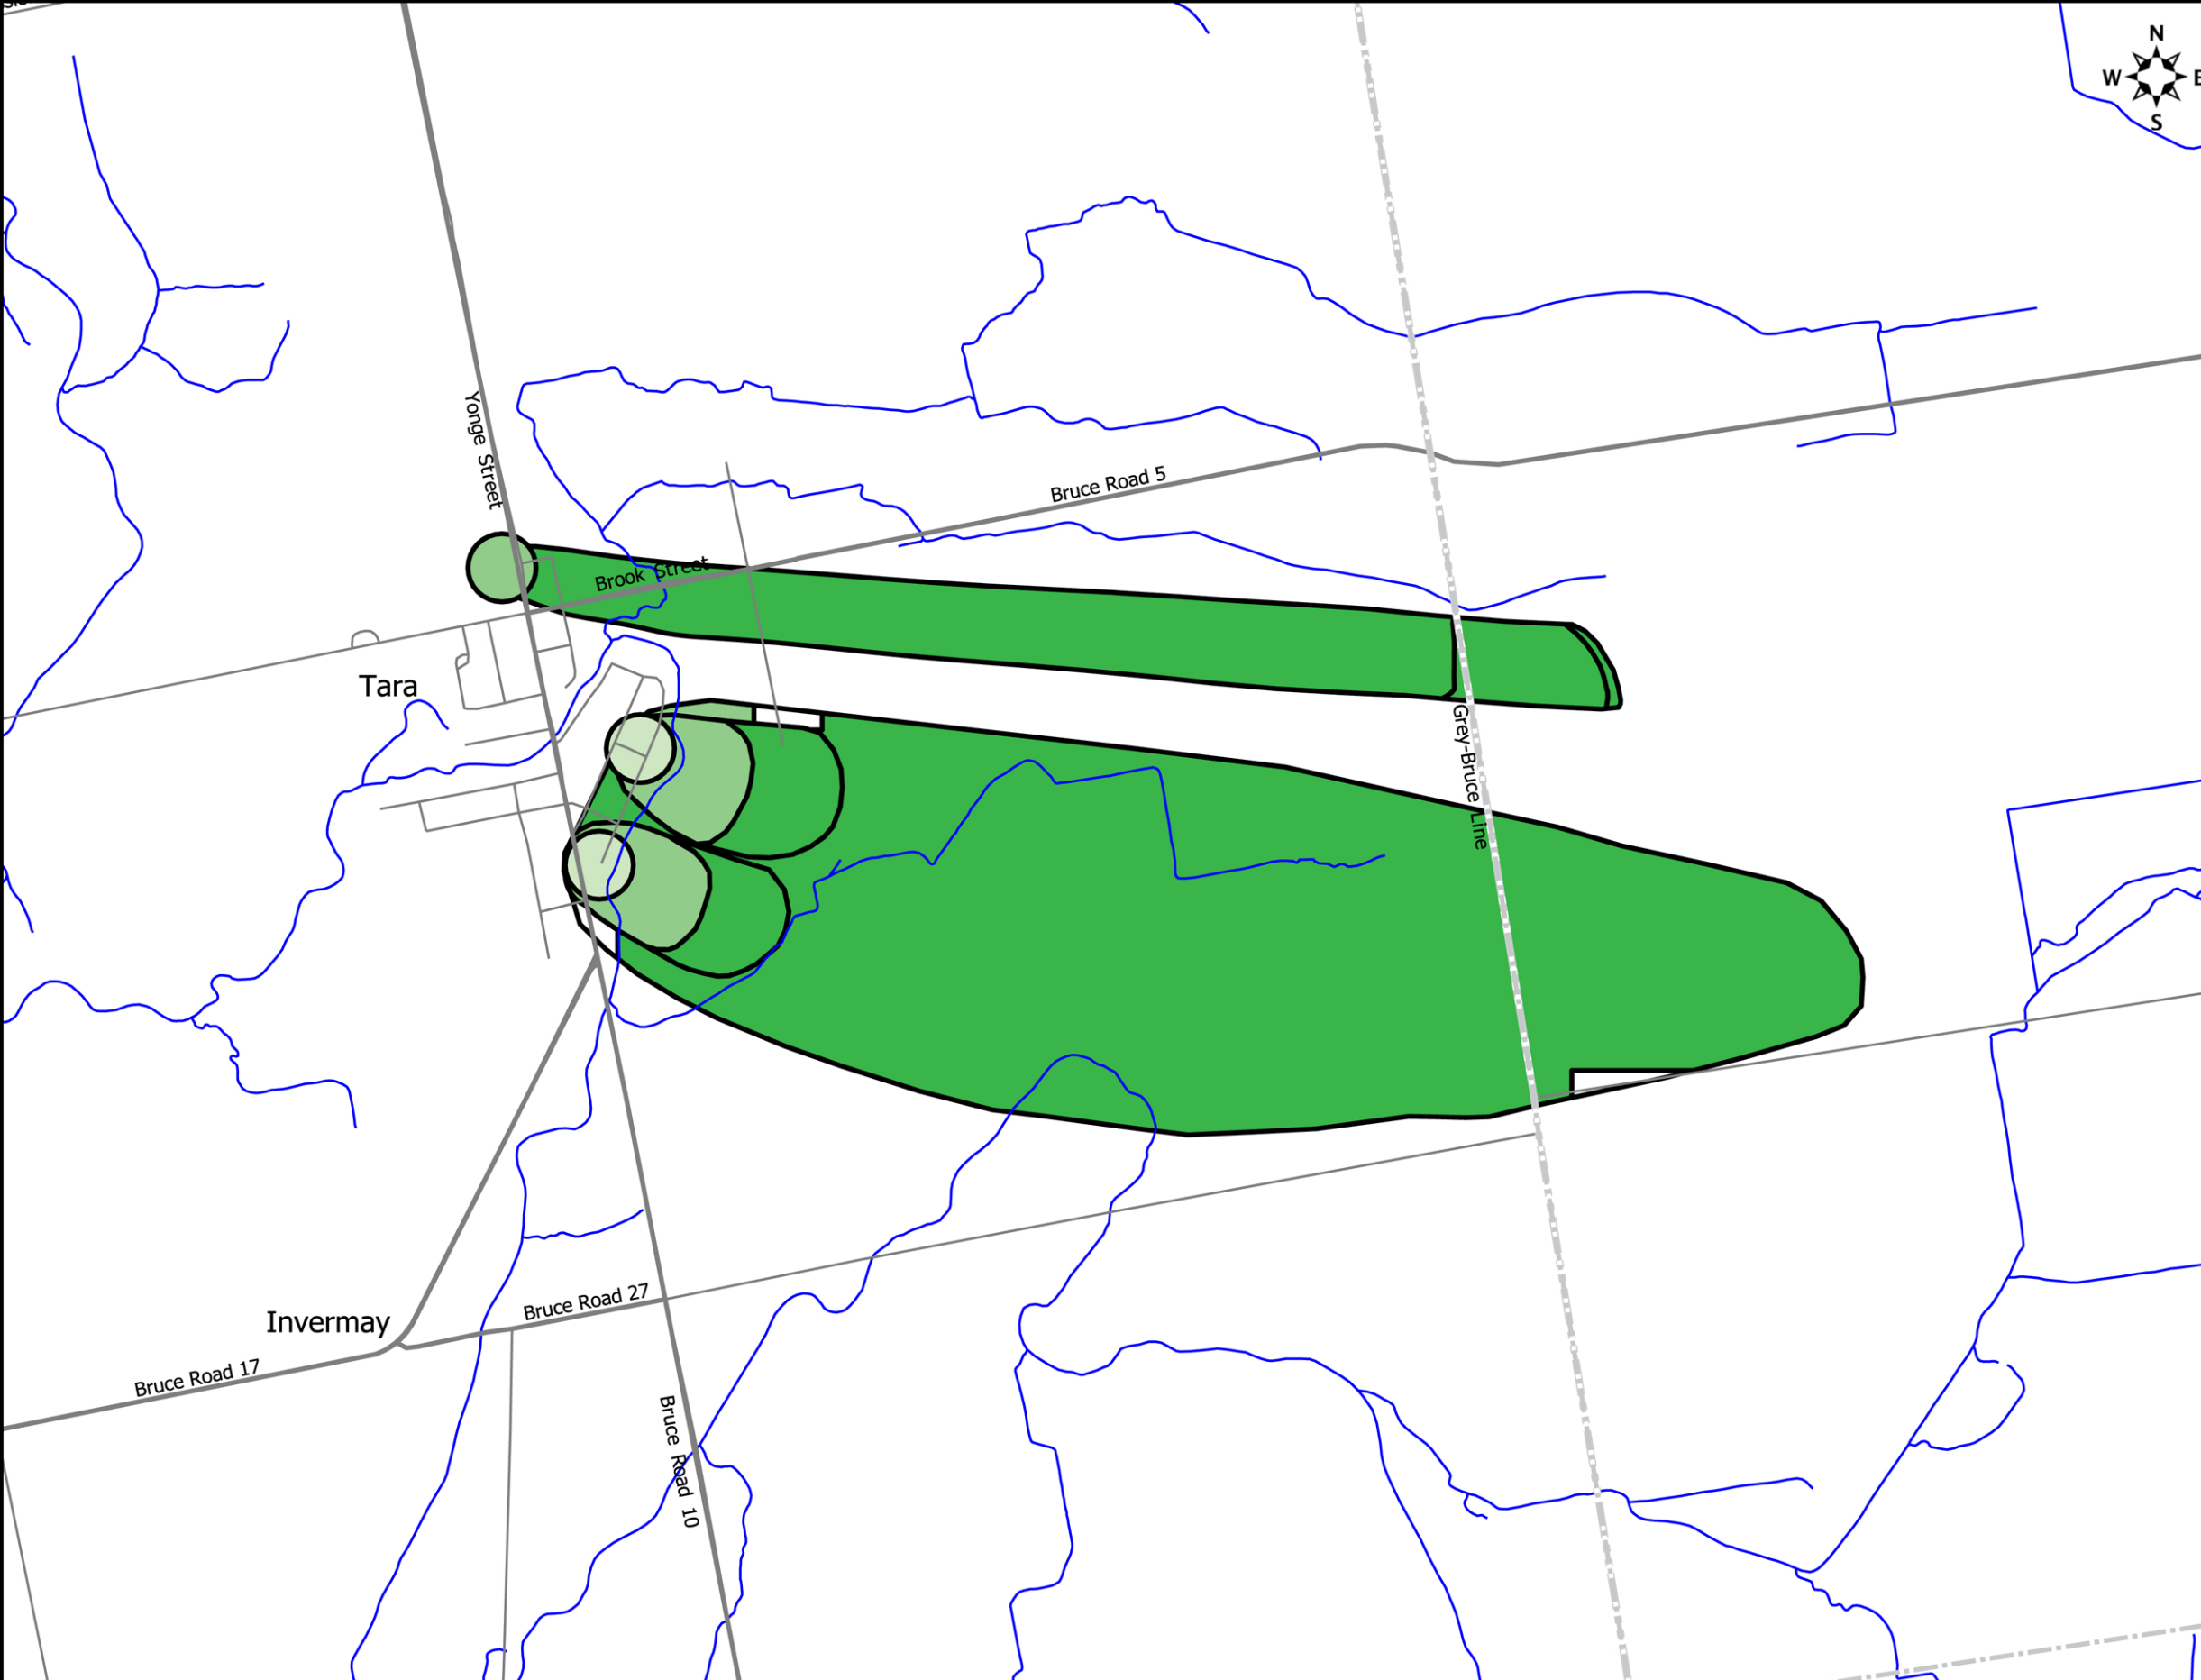 N
W
E
S
Yonge Street
Bruce Road 5
Brook Street
Tara
Grey-Bruce Line
Bruce Road 27
Invermay
Bruce Road 17
Bruce Road 10